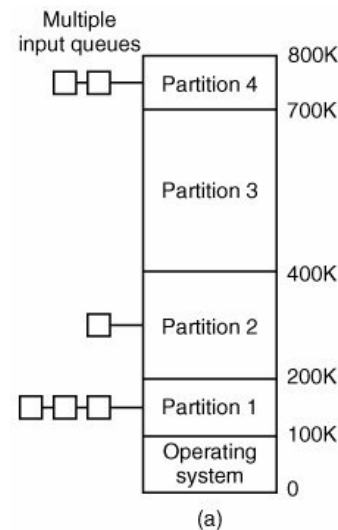 Multiple
input queues
800K
Partition 4
700K
Partition 3
400K
Partition 2
200K
Partition 1
100K
Operating
system
0
(a)